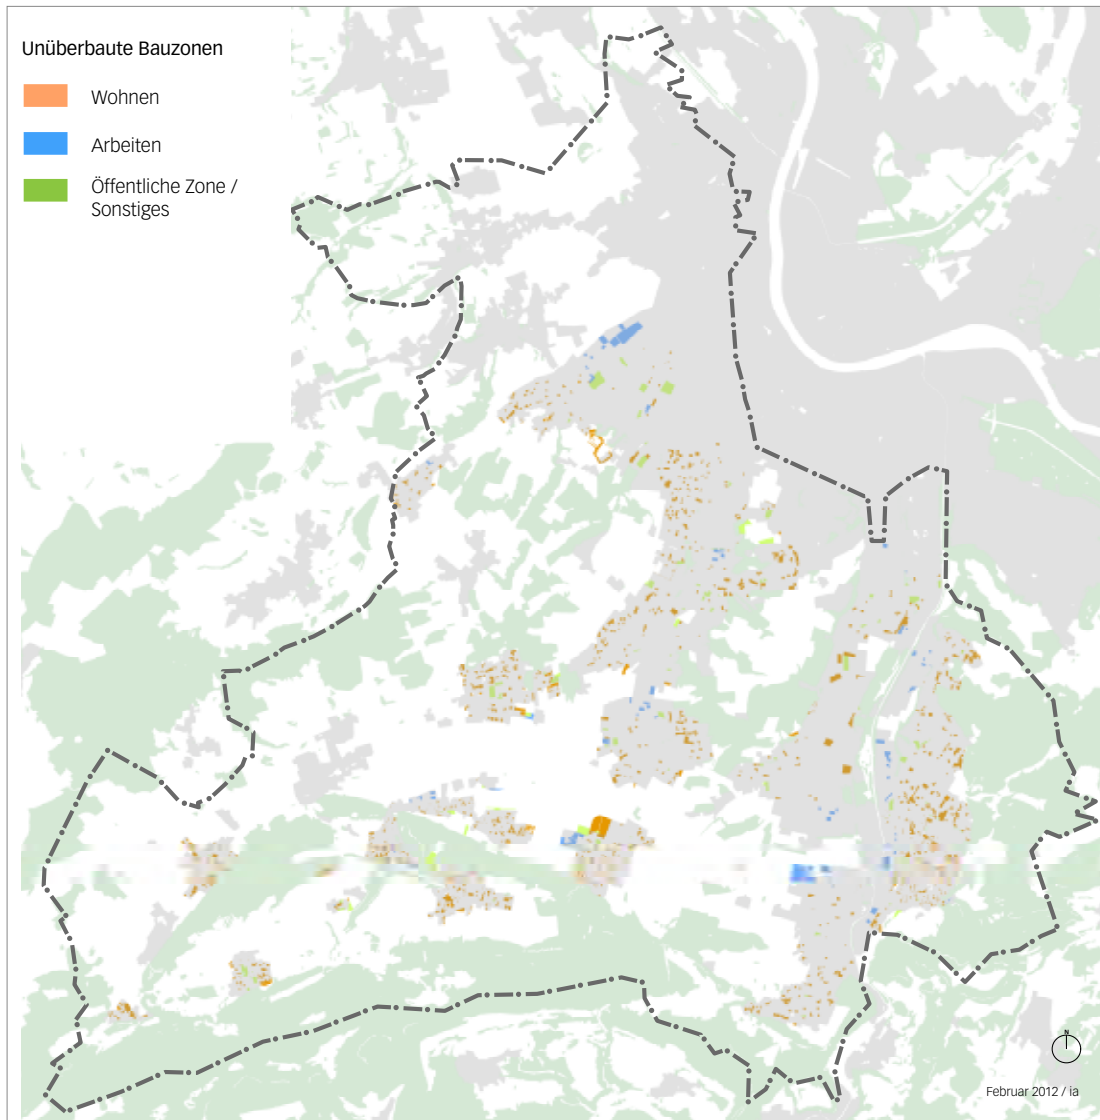 Unüberbaute Bauzonen
Wohnen
Arbeiten
Öffentliche Zone /
Sonstiges
N
Februar 2012 / ia